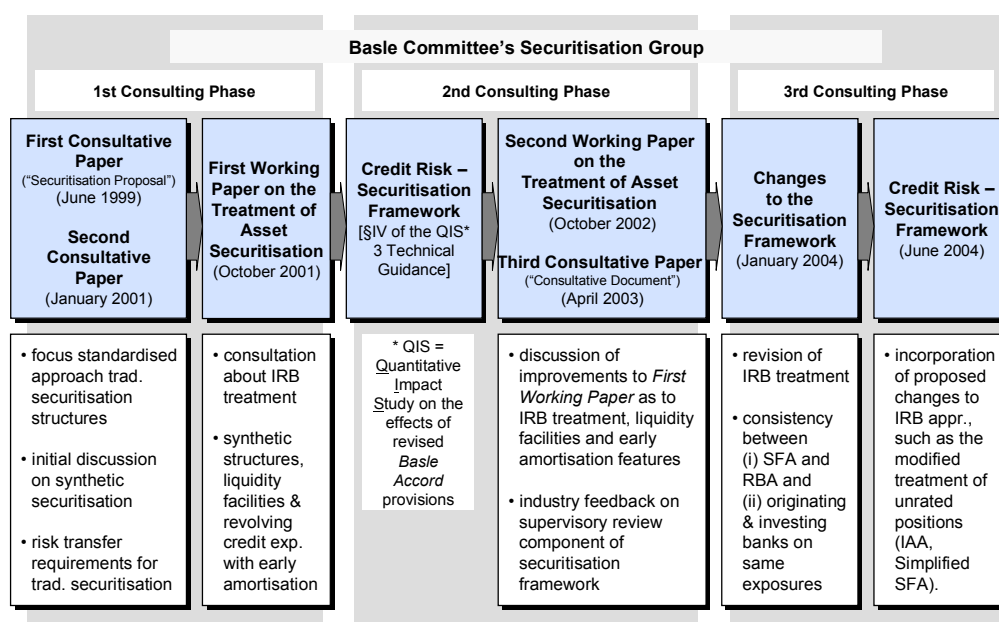 Basle Committee's Securitisation Group
1st Consulting Phase
2nd Consulting Phase
3rd Consulting Phase
First Consultative
Paper
("Securitisation Proposal")
(June 1999)
Second
Consultative
Paper
(January 2001)
First Working
Paper on the
Treatment of
Asset
Securitisation
(October 2001)
Credit Risk –
Securitisation
Framework
[§IV of the QIS*
3 Technical
Guidance]
Second Working Paper
on the
Treatment of Asset
Securitisation
(October 2002)
Third Consultative Paper
("Consultative Document")
(April 2003)
Changes
to the
Securitisation
Framework
(January 2004)
Credit Risk –
Securitisation
Framework
(June 2004)
• focus standardised
approach trad.
securitisation
structures
• initial discussion
on synthetic
securitisation
• risk transfer
requirements for
trad. securitisation
• consultation
about IRB
treatment
• synthetic
structures,
liquidity
facilities &
revolving
credit exp.
with early
amortisation
* QIS =
Quantitative
Impact
Study on the
effects of
revised
Basle
Accord
provisions
• discussion of
improvements to First
Working Paper as to
IRB treatment, liquidity
facilities and early
amortisation features
• industry feedback on
supervisory review
component of
securitisation
framework
• revision of
IRB treatment
• consistency
between
(i) SFA and
RBA and
(ii) originating
& investing
banks on
same
exposures
• incorporation
of proposed
changes to
IRB appr.,
such as the
modified
treatment of
unrated
positions
(IAA,
Simplified
SFA).